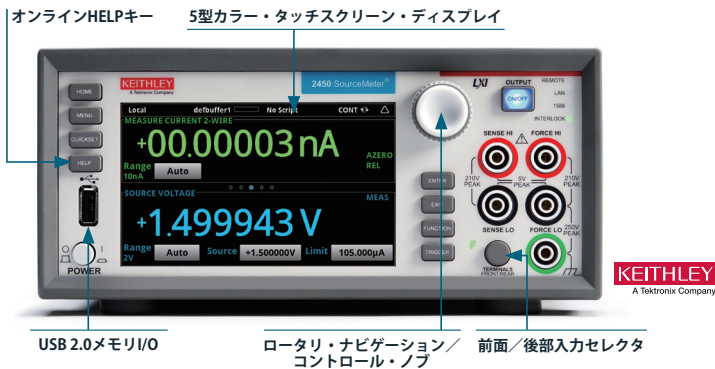 オンラインHELPキー
5型カラー・タッチスクリーン・ディスプレイ
KEITHLEY
A Tektronix Company
2450 SourceMeter®
LXI
OUTPUT
ON/OFF
REMOTE
LAN
1588
INTERLOCK
HOME
MENU
QUICKSET
HELP
POWER
Local defbuffer1 No Script CONT
MEASURE CURRENT 2-WIRE
+00.00003 nA
AZERO
REL
Range Auto
10nA
SOURCE VOLTAGE
MEAS
+1.499943 V
Range Auto Source +1.500000V Limit 105.000µA
2V
ENTER
EXIT
FUNCTION
TRIGGER
SENSE HI
FORCE HI
210V PEAK
5V PEAK
210V PEAK
SENSE LO
FORCE LO
250V PEAK
TERMINALS
FRONT/REAR
KEITHLEY
A Tektronix Company
USB 2.0メモリI/O
ロータリ・ナビゲーション／
コントロール・ノブ
前面／後部入力セレクタ